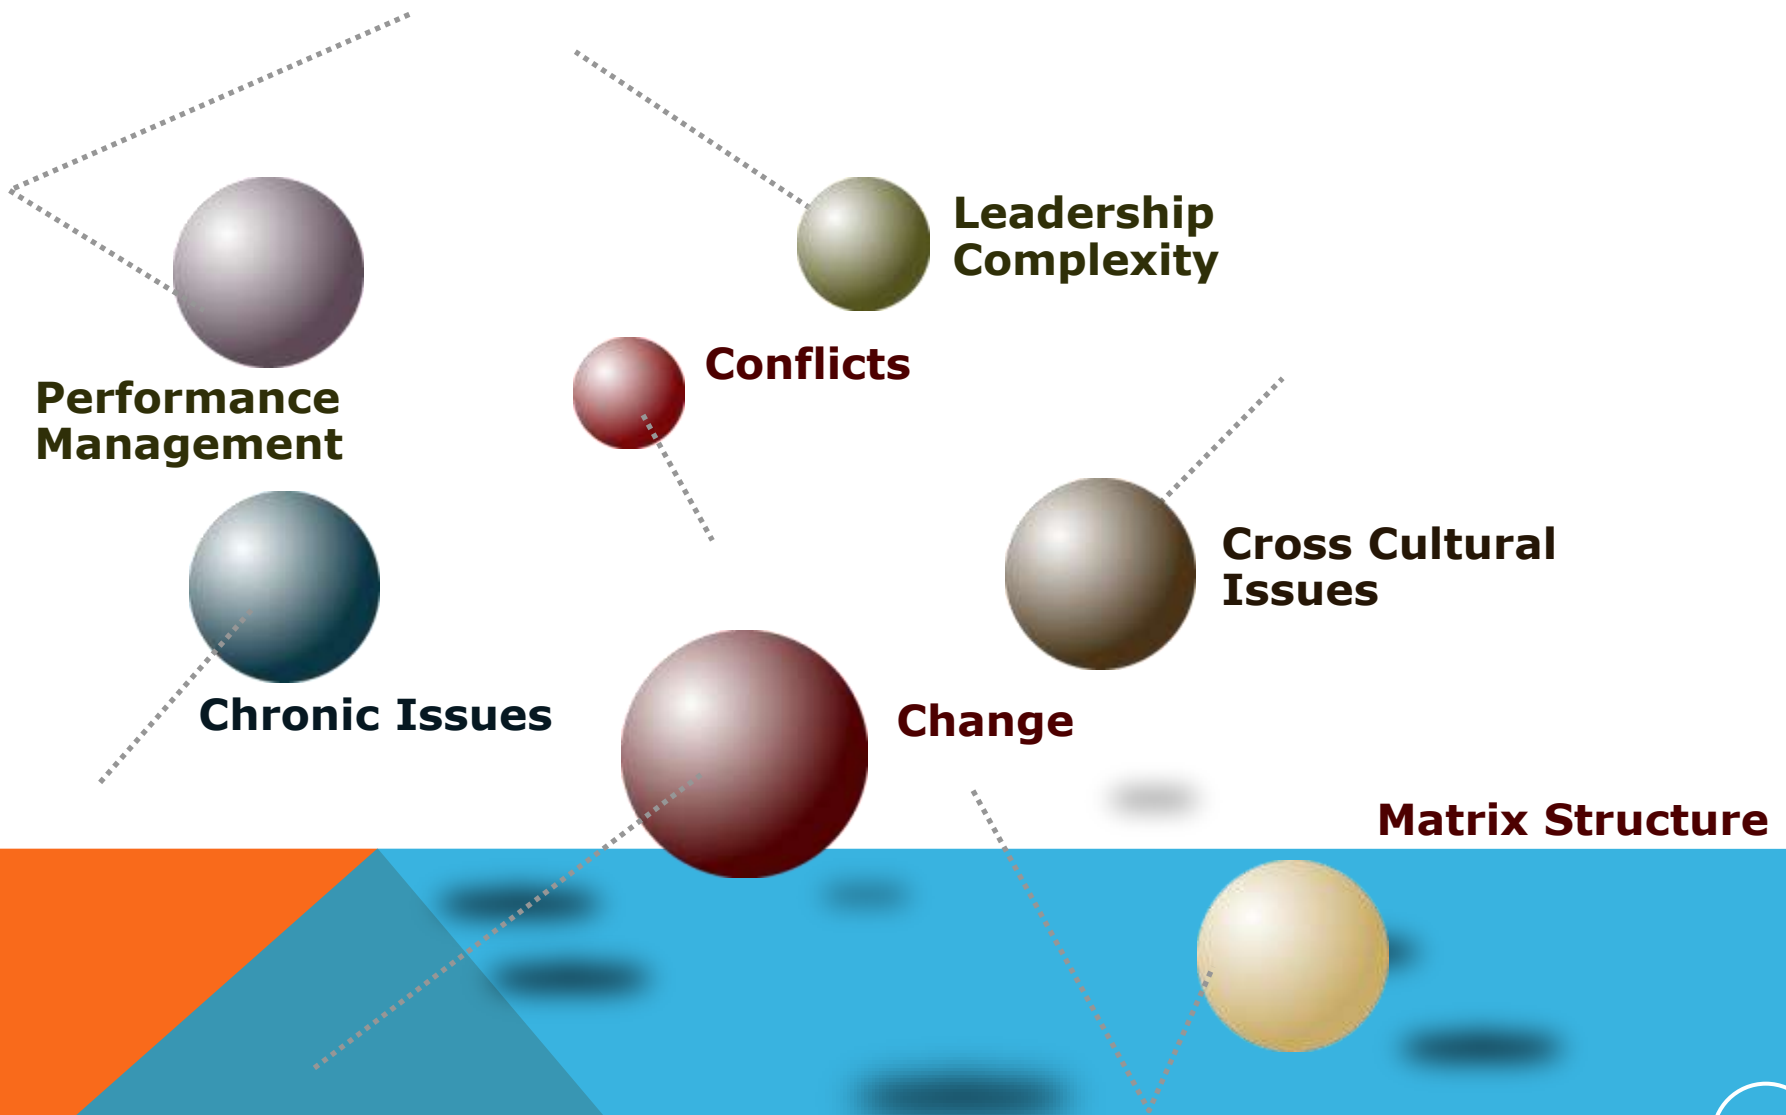 Leadership
Complexity
Conflicts
Performance
Management
Cross Cultural
Issues
Chronic Issues
Change
Matrix Structure